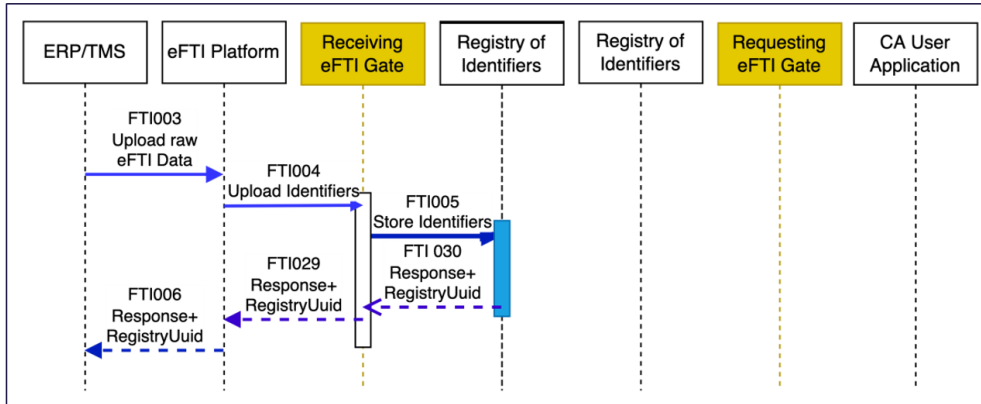 ERP/TMS
eFTI Platform
Receiving
eFTI Gate
Registry of
Identifiers
Registry of
Identifiers
Requesting
eFTI Gate
CA User
Application
FTI003
Upload raw
eFTI Data
FTI004
Upload Identifiers
FTI005
Store Identifiers
FTI 030
Response+
RegistryUuid
FTI029
Response+
RegistryUuid
FTI006
Response+
RegistryUuid